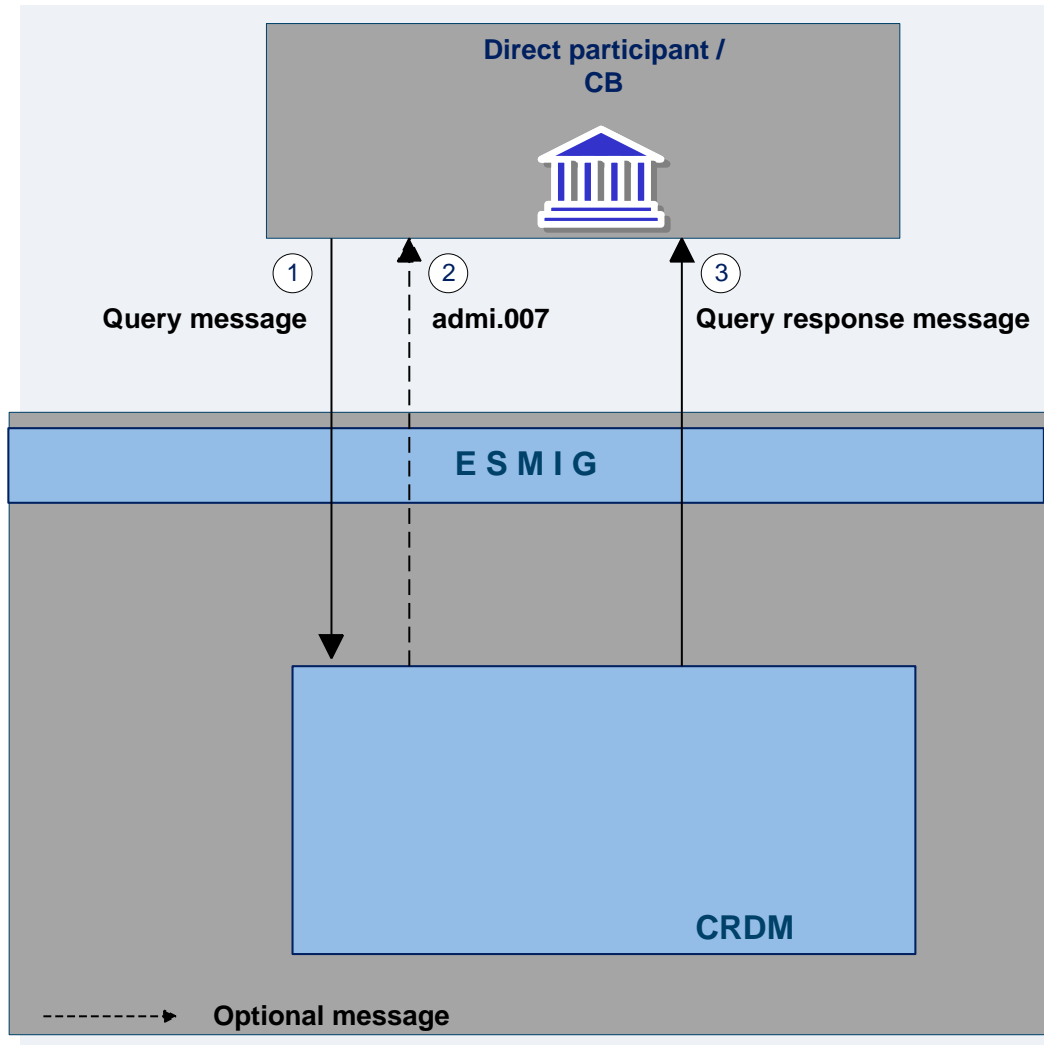 Direct participant /
CB
1
2
3
Query message
admi.007
Query response message
E S M I G
CRDM
Optional message